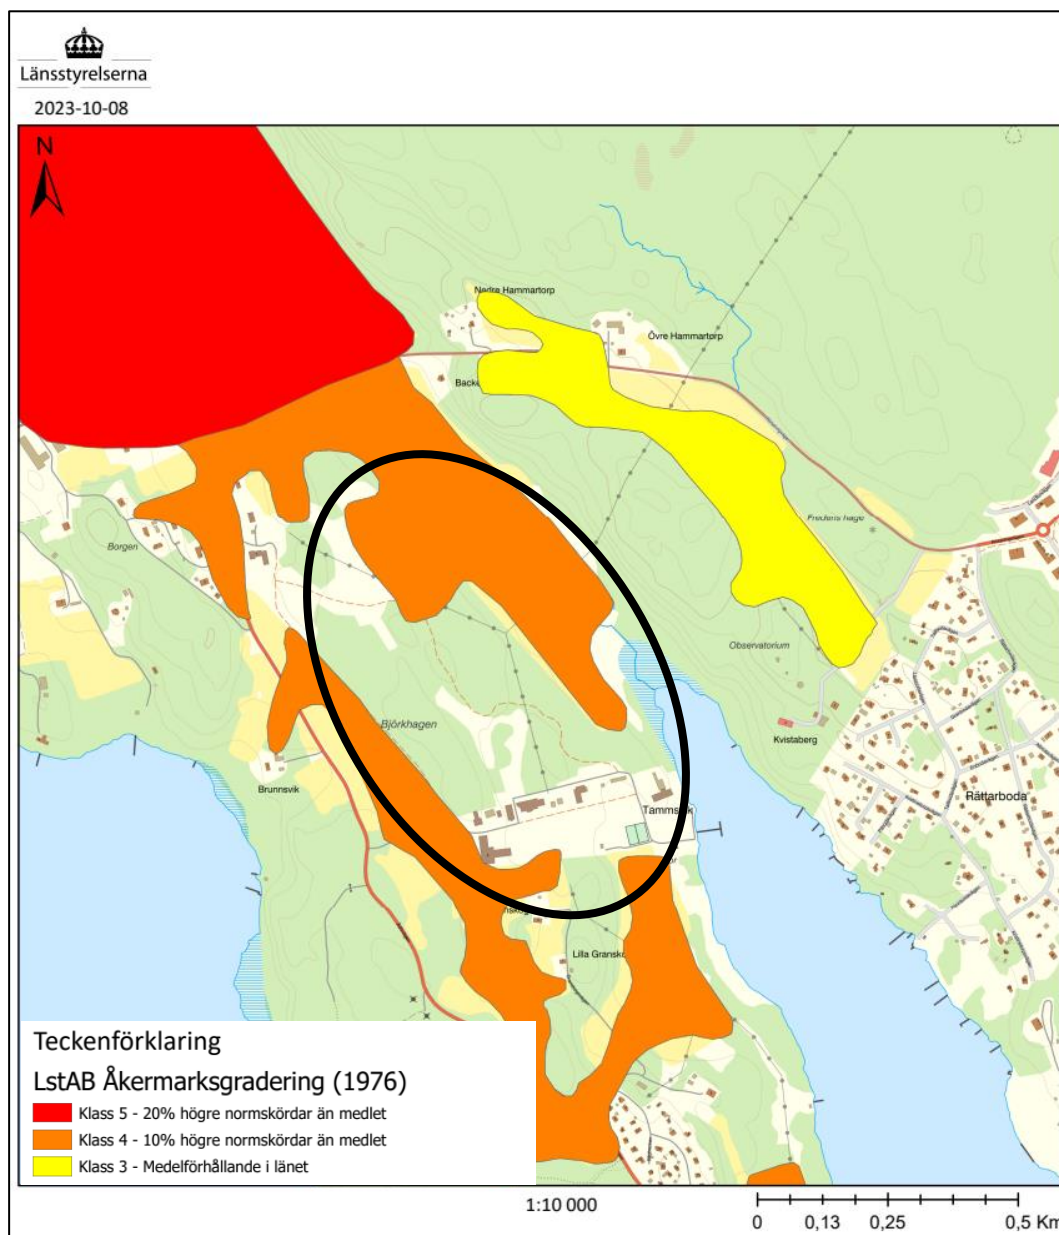 Länsstyrelserna
2023-10-08
N
Nedre Hammartorp
Övre Hammartorp
Backe
Borgen
Fredens hage
Observatorium
Kvistaberg
Björkhagen
Brunnsvik
Rättarboda
Lilla Gransko
Teckenförklaring
LstAB Åkermarksgradering (1976)
Klass 5 - 20% högre normskördar än medlet
Klass 4 - 10% högre normskördar än medlet
Klass 3 - Medelförhållande i länet
1:10 000
0 0,13 0,25 0,5 Km